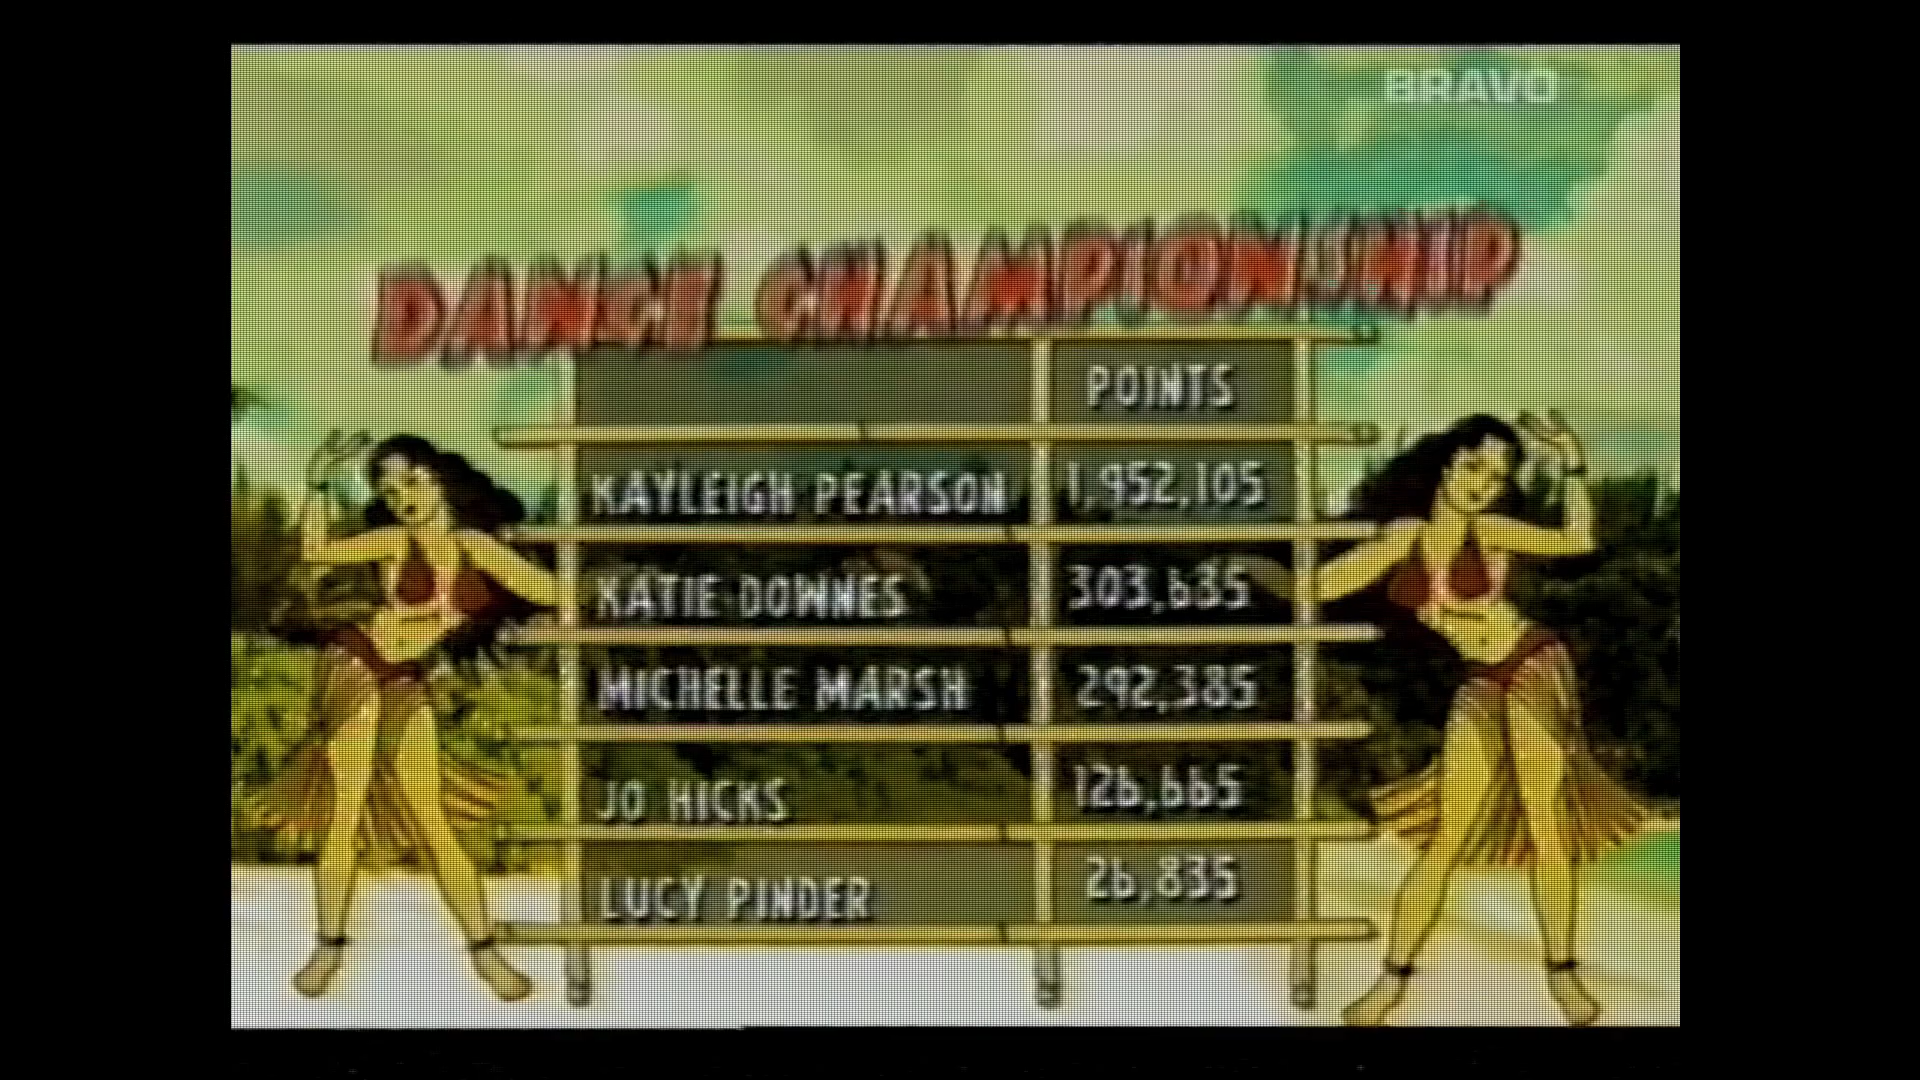 BRAVO
DANCE CHAMPIONSHIP
POINTS
KAYLEIGH PEARSON 1,952,105
KATIE DOWNES 303,635
MICHELLE MARSH 292,385
JO HICKS 126,665
LUCY PINDER 26,835